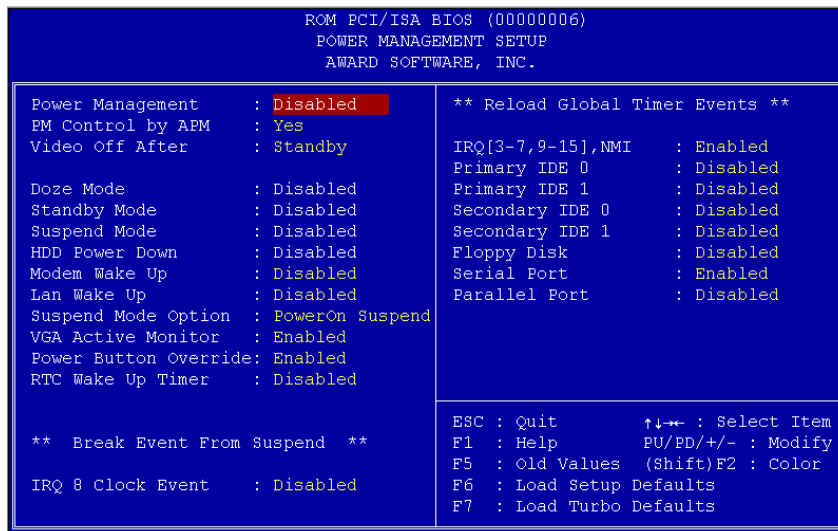 ROM PCI/ISA BIOS (00000006)
POWER MANAGEMENT SETUP
AWARD SOFTWARE, INC.
Power Management : Disabled
PM Control by APM : Yes
Video Off After : Standby
Doze Mode : Disabled
Standby Mode : Disabled
Suspend Mode : Disabled
HDD Power Down : Disabled
Modem Wake Up : Disabled
Lan Wake Up : Disabled
Suspend Mode Option : PowerOn Suspend
VGA Active Monitor : Enabled
Power Button Override: Enabled
RTC Wake Up Timer : Disabled
** Break Event From Suspend **
IRQ 8 Clock Event : Disabled
** Reload Global Timer Events **
IRQ[3-7,9-15],NMI : Enabled
Primary IDE 0 : Disabled
Primary IDE 1 : Disabled
Secondary IDE 0 : Disabled
Secondary IDE 1 : Disabled
Floppy Disk : Disabled
Serial Port : Enabled
Parallel Port : Disabled
ESC : Quit ↑↓→← : Select Item
F1 : Help PU/PD/+/- : Modify
F5 : Old Values (Shift)F2 : Color
F6 : Load Setup Defaults
F7 : Load Turbo Defaults